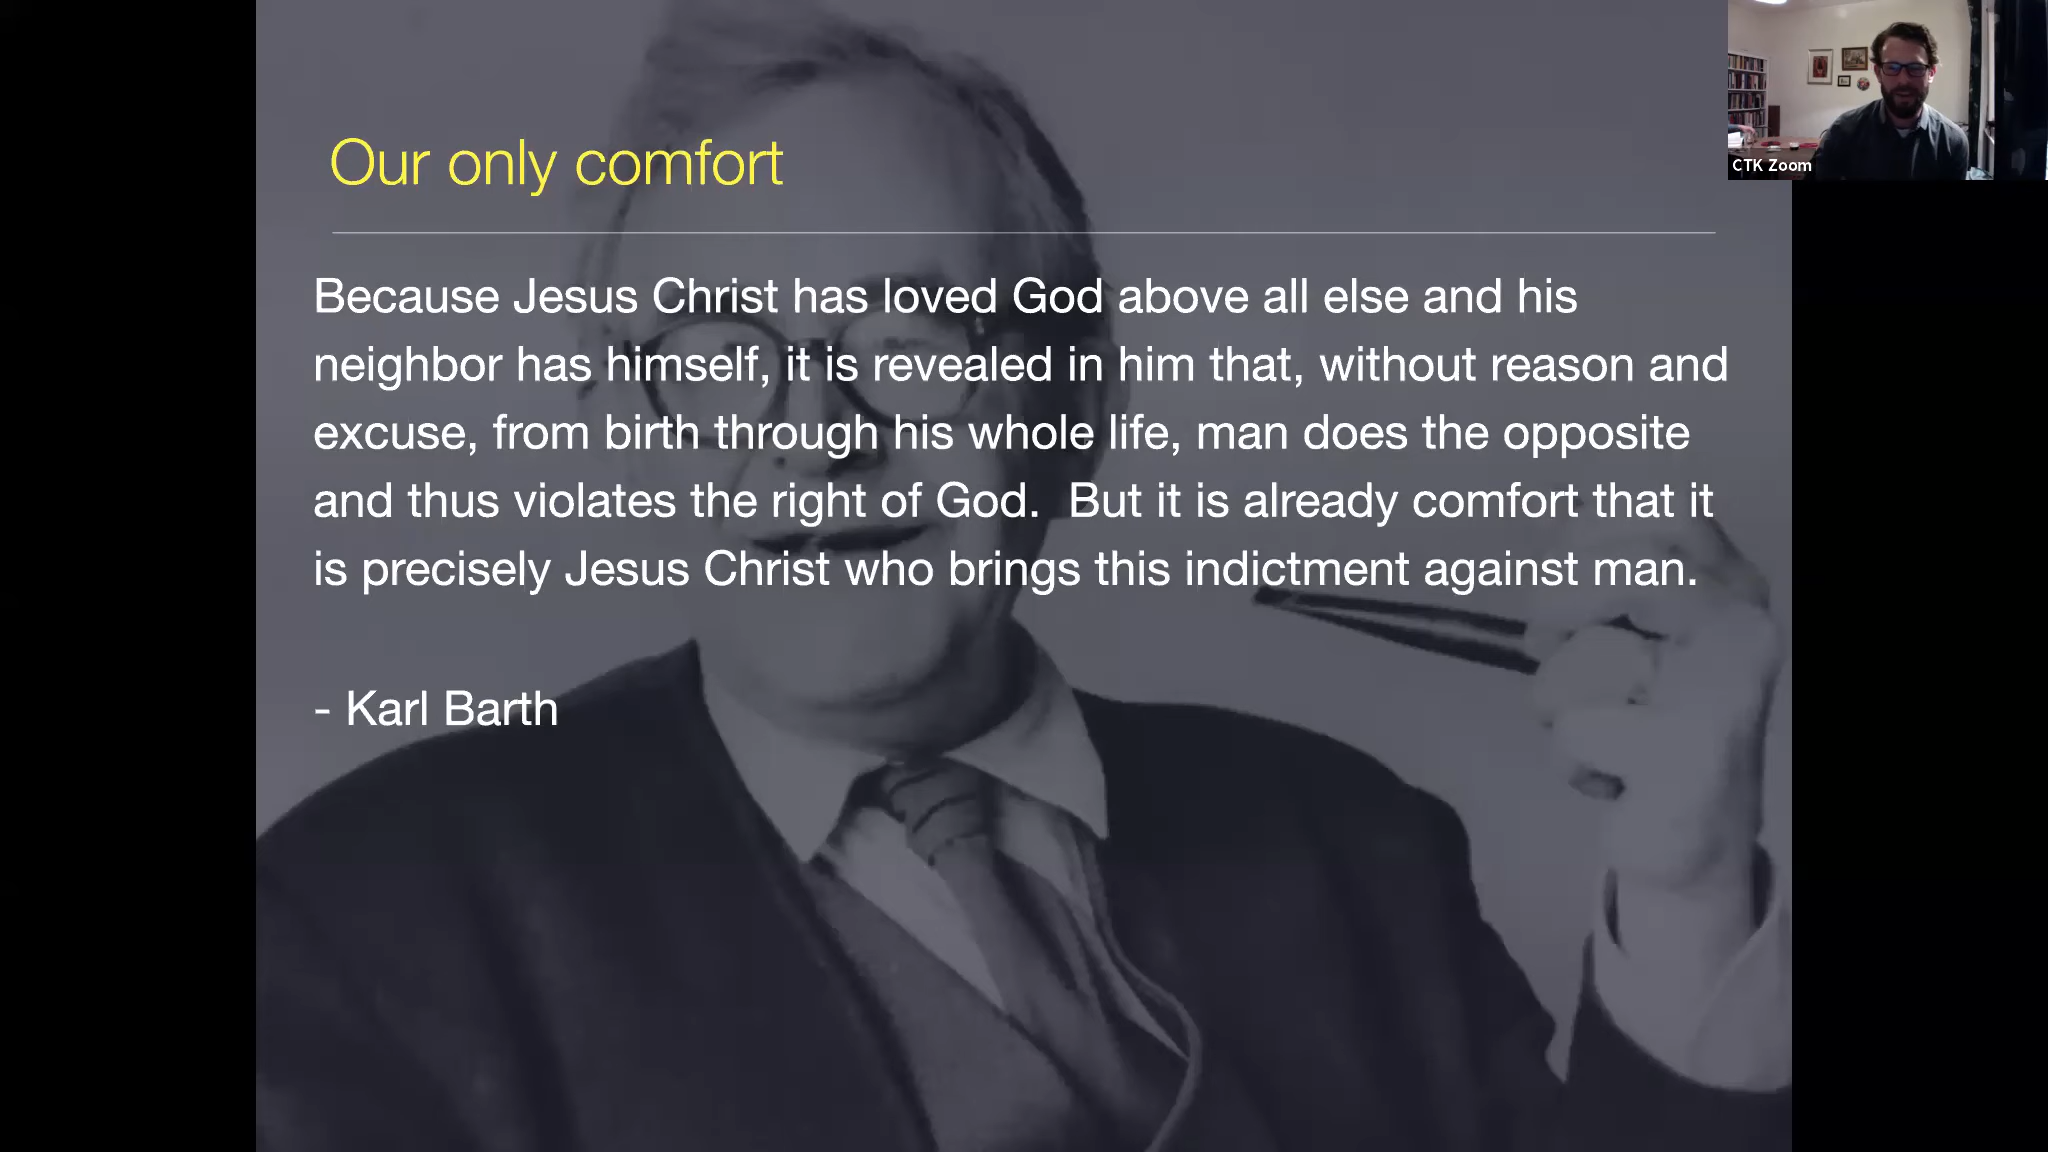 Our only comfort
Because Jesus Christ has loved God above all else and his
neighbor has himself, it is revealed in him that, without reason and
excuse, from birth through his whole life, man does the opposite
and thus violates the right of God.  But it is already comfort that it
is precisely Jesus Christ who brings this indictment against man.
- Karl Barth
CTK Zoom